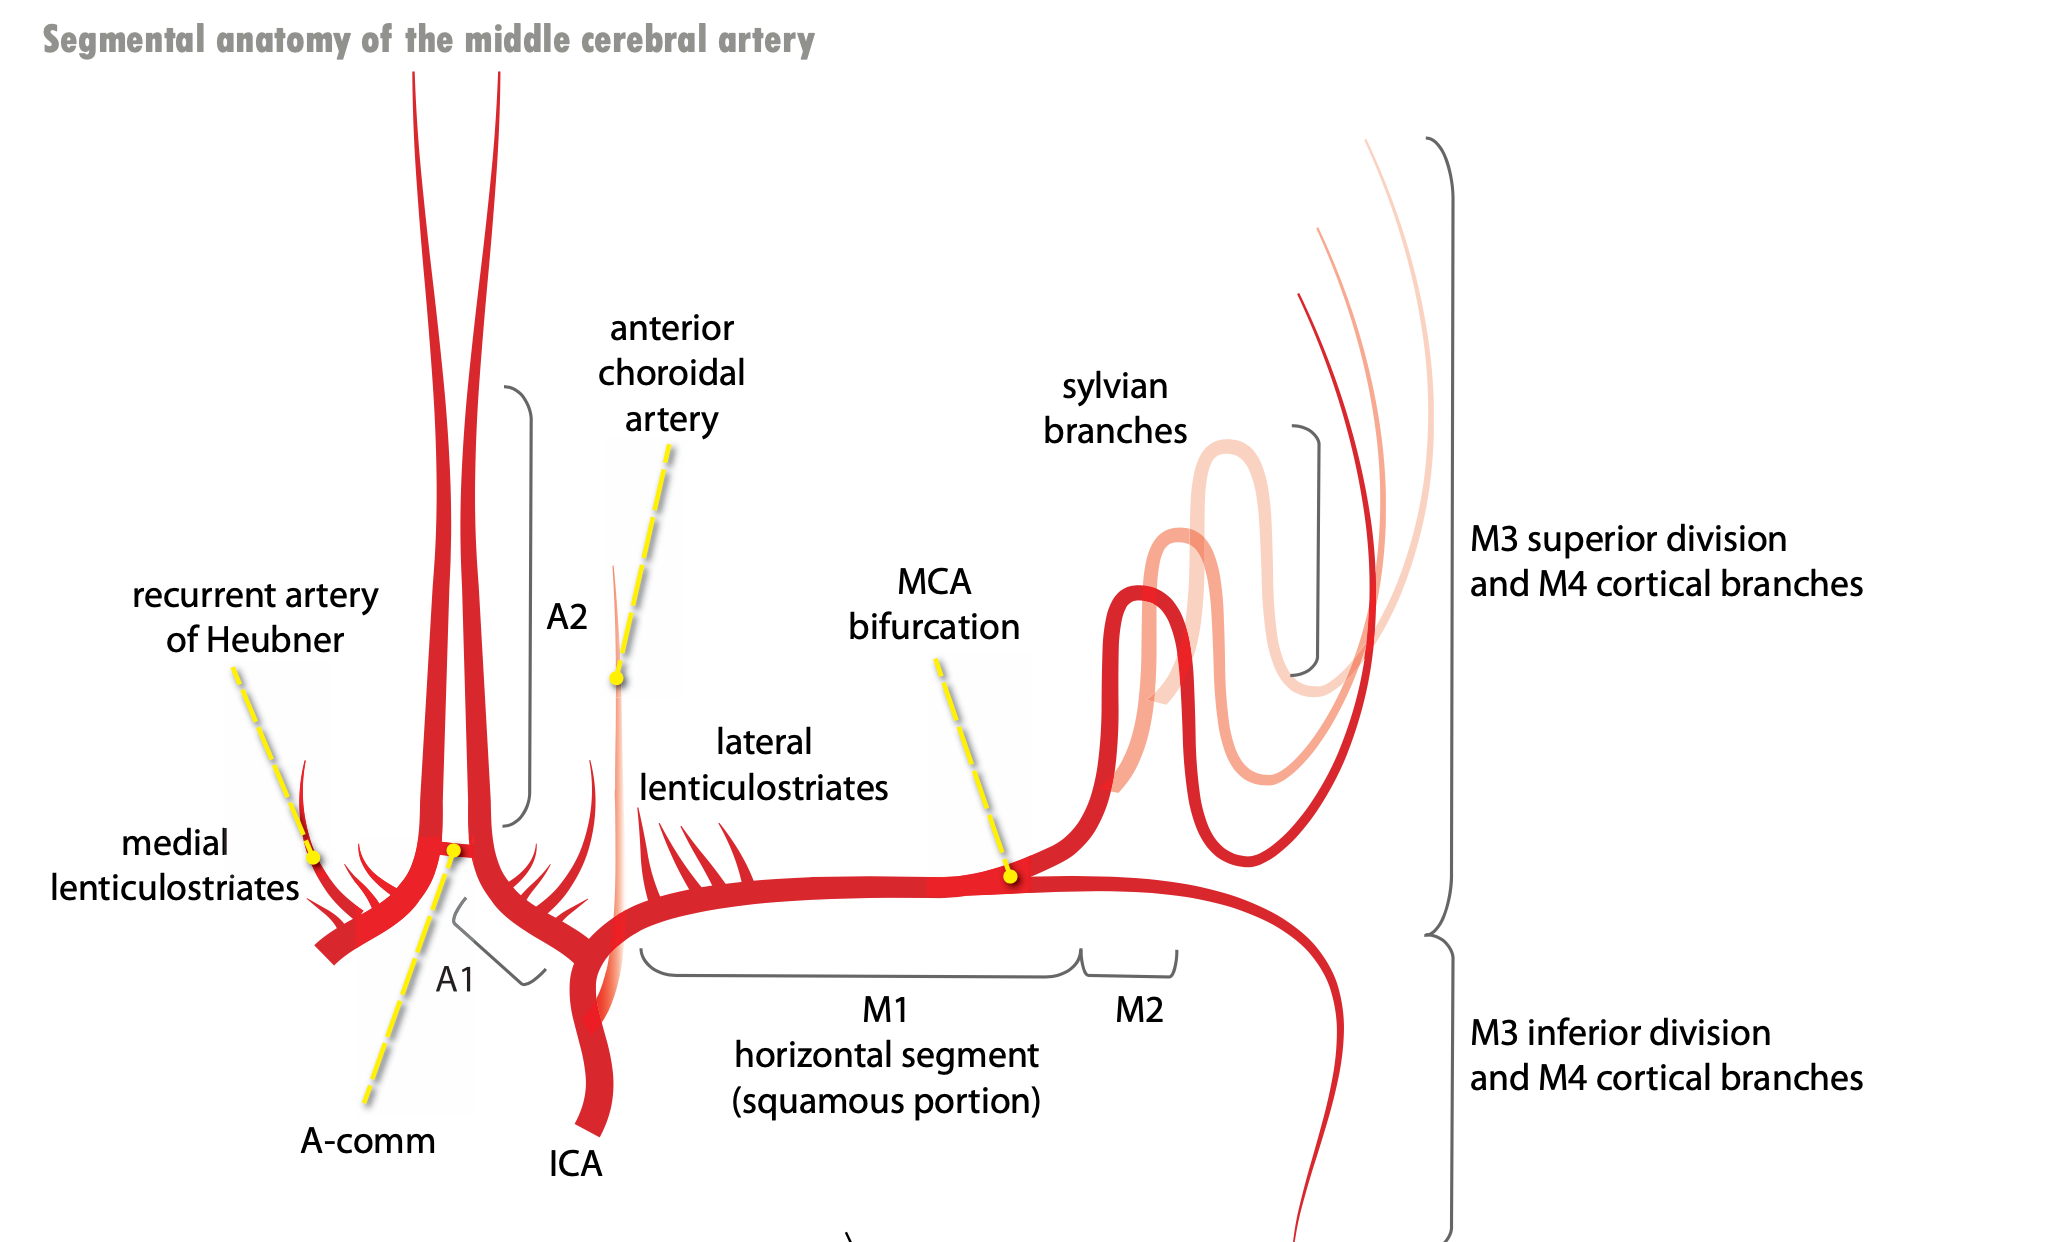 Segmental anatomy of the middle cerebral artery
anterior
choroidal
artery
sylvian
branches
M3 superior division
and M4 cortical branches
recurrent artery
of Heubner
A2
MCA
bifurcation
lateral
lenticulostriates
medial
lenticulostriates
A1
M1
horizontal segment
(squamous portion)
M2
M3 inferior division
and M4 cortical branches
A-comm
ICA